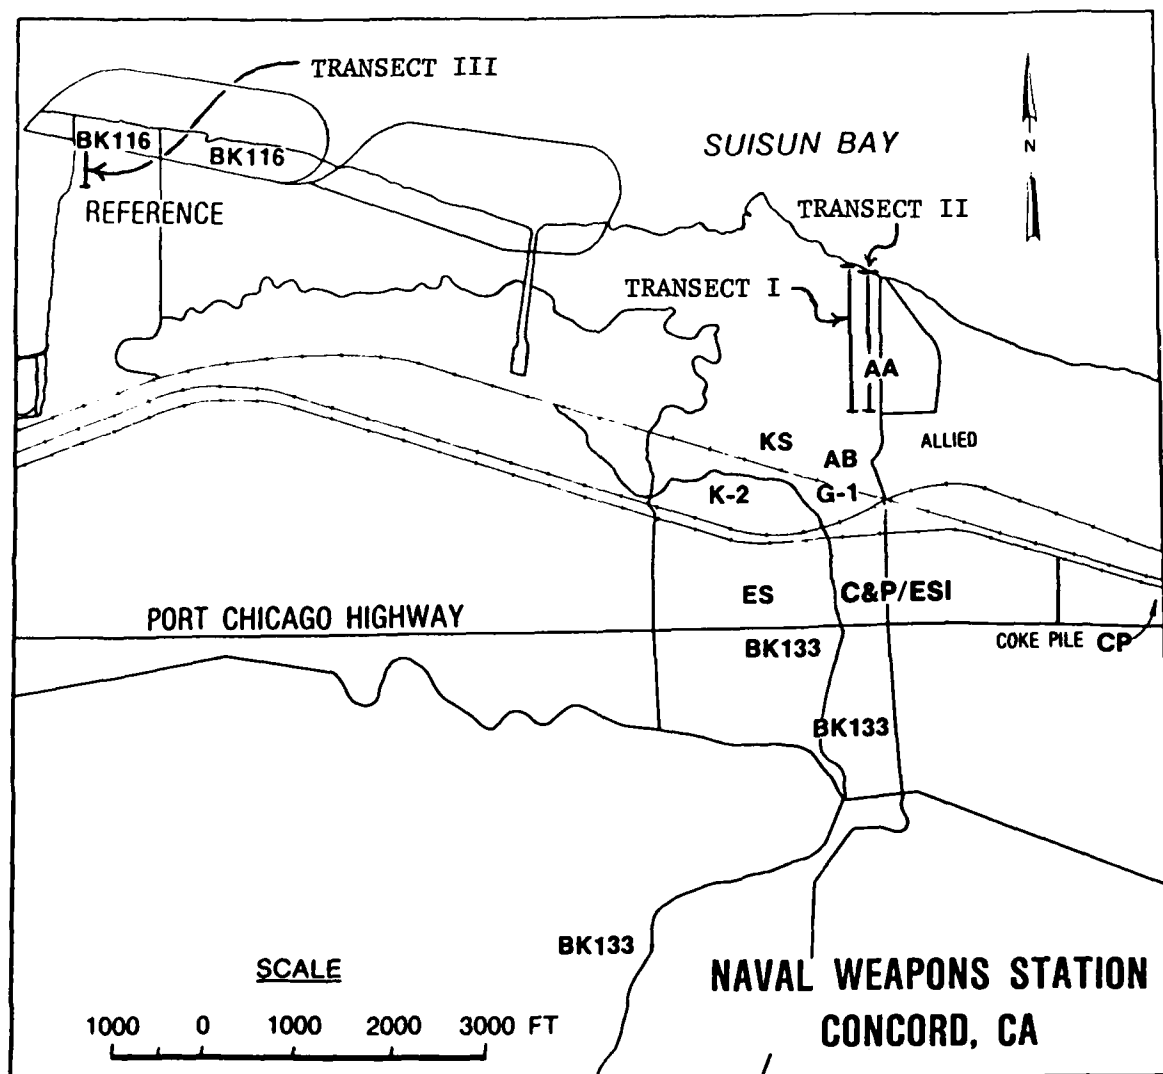 TRANSECT III
BK116
BK116
REFERENCE
SUISUN BAY
N
TRANSECT II
TRANSECT I
AA
KS
AB
ALLIED
K-2
G-1
ES
C&P/ESI
PORT CHICAGO HIGHWAY
BK133
COKE PILE CP
BK133
BK133
SCALE
1000 0 1000 2000 3000 FT
NAVAL WEAPONS STATION
CONCORD, CA